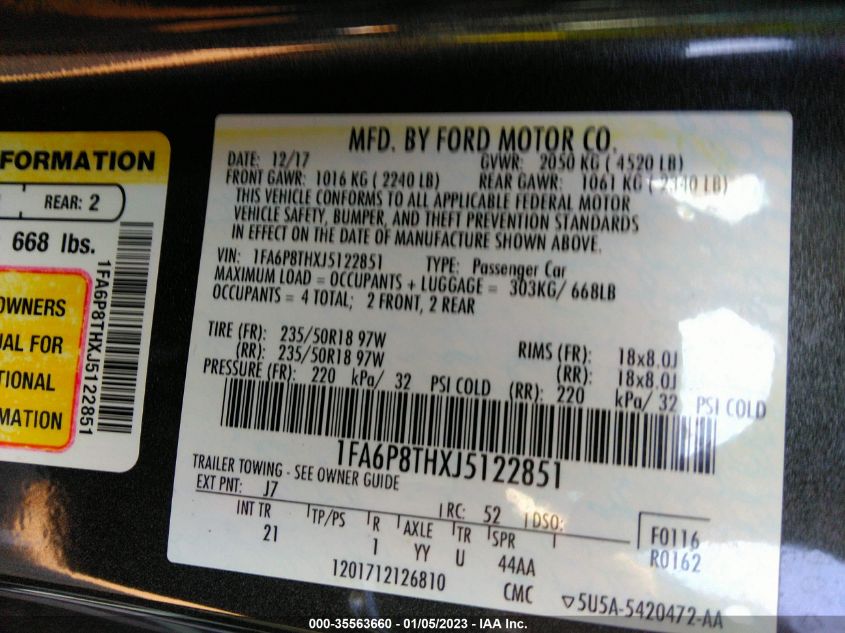 FORMATION
REAR: 2
668 lbs.
OWNERS
AL FOR
TIONAL
MATION
1FA6P8THXJ5122851
MFD. BY FORD MOTOR CO.
DATE: 12/17 GVWR: 2050 KG ( 4520 LB)
FRONT GAWR: 1016 KG ( 2240 LB) REAR GAWR: 1061 KG ( 2340 LB)
THIS VEHICLE CONFORMS TO ALL APPLICABLE FEDERAL MOTOR
VEHICLE SAFETY, BUMPER, AND THEFT PREVENTION STANDARDS
IN EFFECT ON THE DATE OF MANUFACTURE SHOWN ABOVE.
VIN: 1FA6P8THXJ5122851 TYPE: Passenger Car
MAXIMUM LOAD = OCCUPANTS + LUGGAGE = 303KG/ 668LB
OCCUPANTS = 4 TOTAL; 2 FRONT, 2 REAR
TIRE (FR): 235/50R18 97W RIMS (FR): 18x8.0J
(RR): 235/50R18 97W (RR): 18x8.0J
PRESSURE (FR): 220 kPa/ 32 PSI COLD (RR): 220 kPa/ 32 PSI COLD
1FA6P8THXJ5122851
TRAILER TOWING - SEE OWNER GUIDE
EXT PNT: J7 RC: 52 DSO:
INT TR TP/PS R AXLE TR SPR F0116
21 1 YY U 44AA R0162
1201712126810 CMC ▽5U5A-5420472-AA
000-35563660 - 01/05/2023 - IAA Inc.